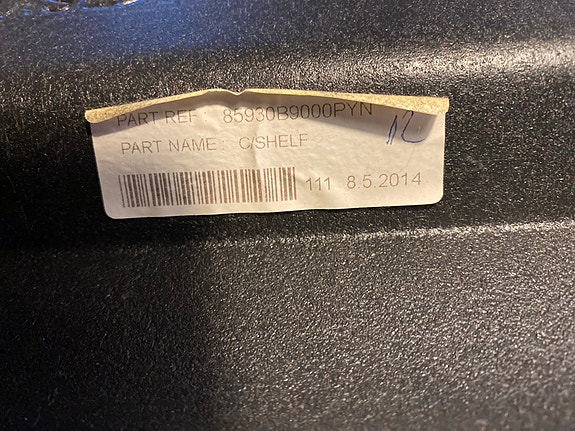 PART REF : 85930B9000PYN
PART NAME : C/SHELF
12
111 8.5.2014